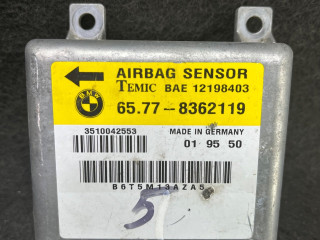 AIRBAG SENSOR
TEMIC BAE 12198403
BMW
65.77-8362119
3510042553
MADE IN GERMANY
01 95 50
B6T5M13AZA5
5